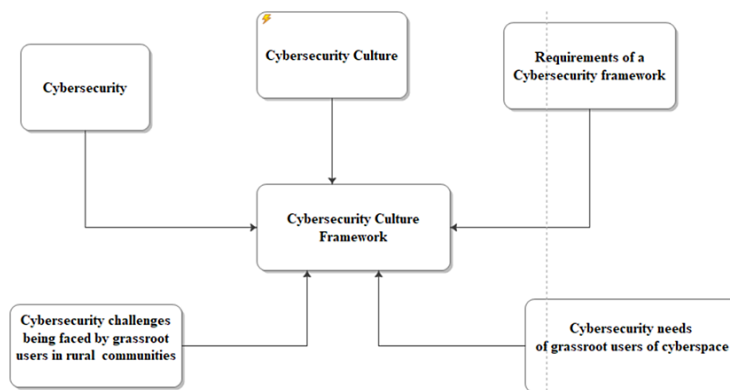 Cybersecurity
Cybersecurity Culture
Requirements of a
Cybersecurity framework
Cybersecurity Culture
Framework
Cybersecurity challenges
being faced by grassroot
users in rural communities
Cybersecurity needs
of grassroot users of cyberspace